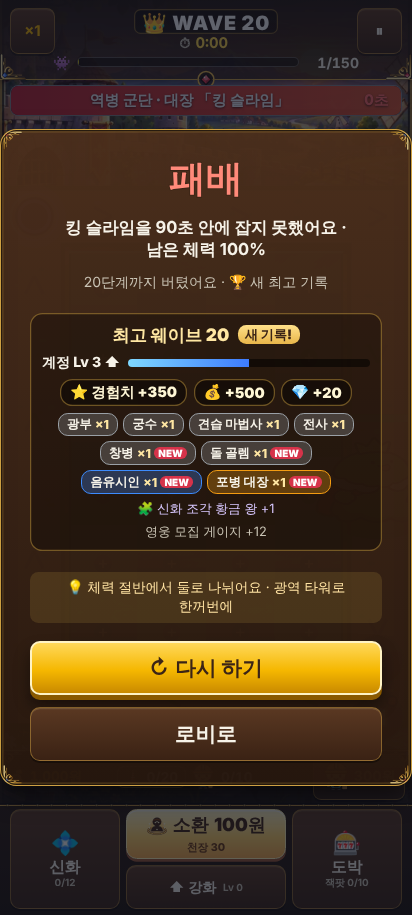 ×1
WAVE 20
0:00
1/150
역병 군단 · 대장 「킹 슬라임」 0초
패배
킹 슬라임을 90초 안에 잡지 못했어요 ·
남은 체력 100%
20단계까지 버텼어요 · 🏆 새 최고 기록
최고 웨이브 20 새 기록!
계정 Lv 3
경험치 +350 +500 +20
광부 ×1 궁수 ×1 견습 마법사 ×1 전사 ×1
창병 ×1 NEW 돌 골렘 ×1 NEW
음유시인 ×1 NEW 포병 대장 ×1 NEW
신화 조각 황금 왕 +1
영웅 모집 게이지 +12
체력 절반에서 둘로 나뉘어요 · 광역 타워로
한꺼번에
다시 하기
로비로
소환 100원
천장 30
신화
0/12
강화 Lv 0
도박
잭팟 0/10